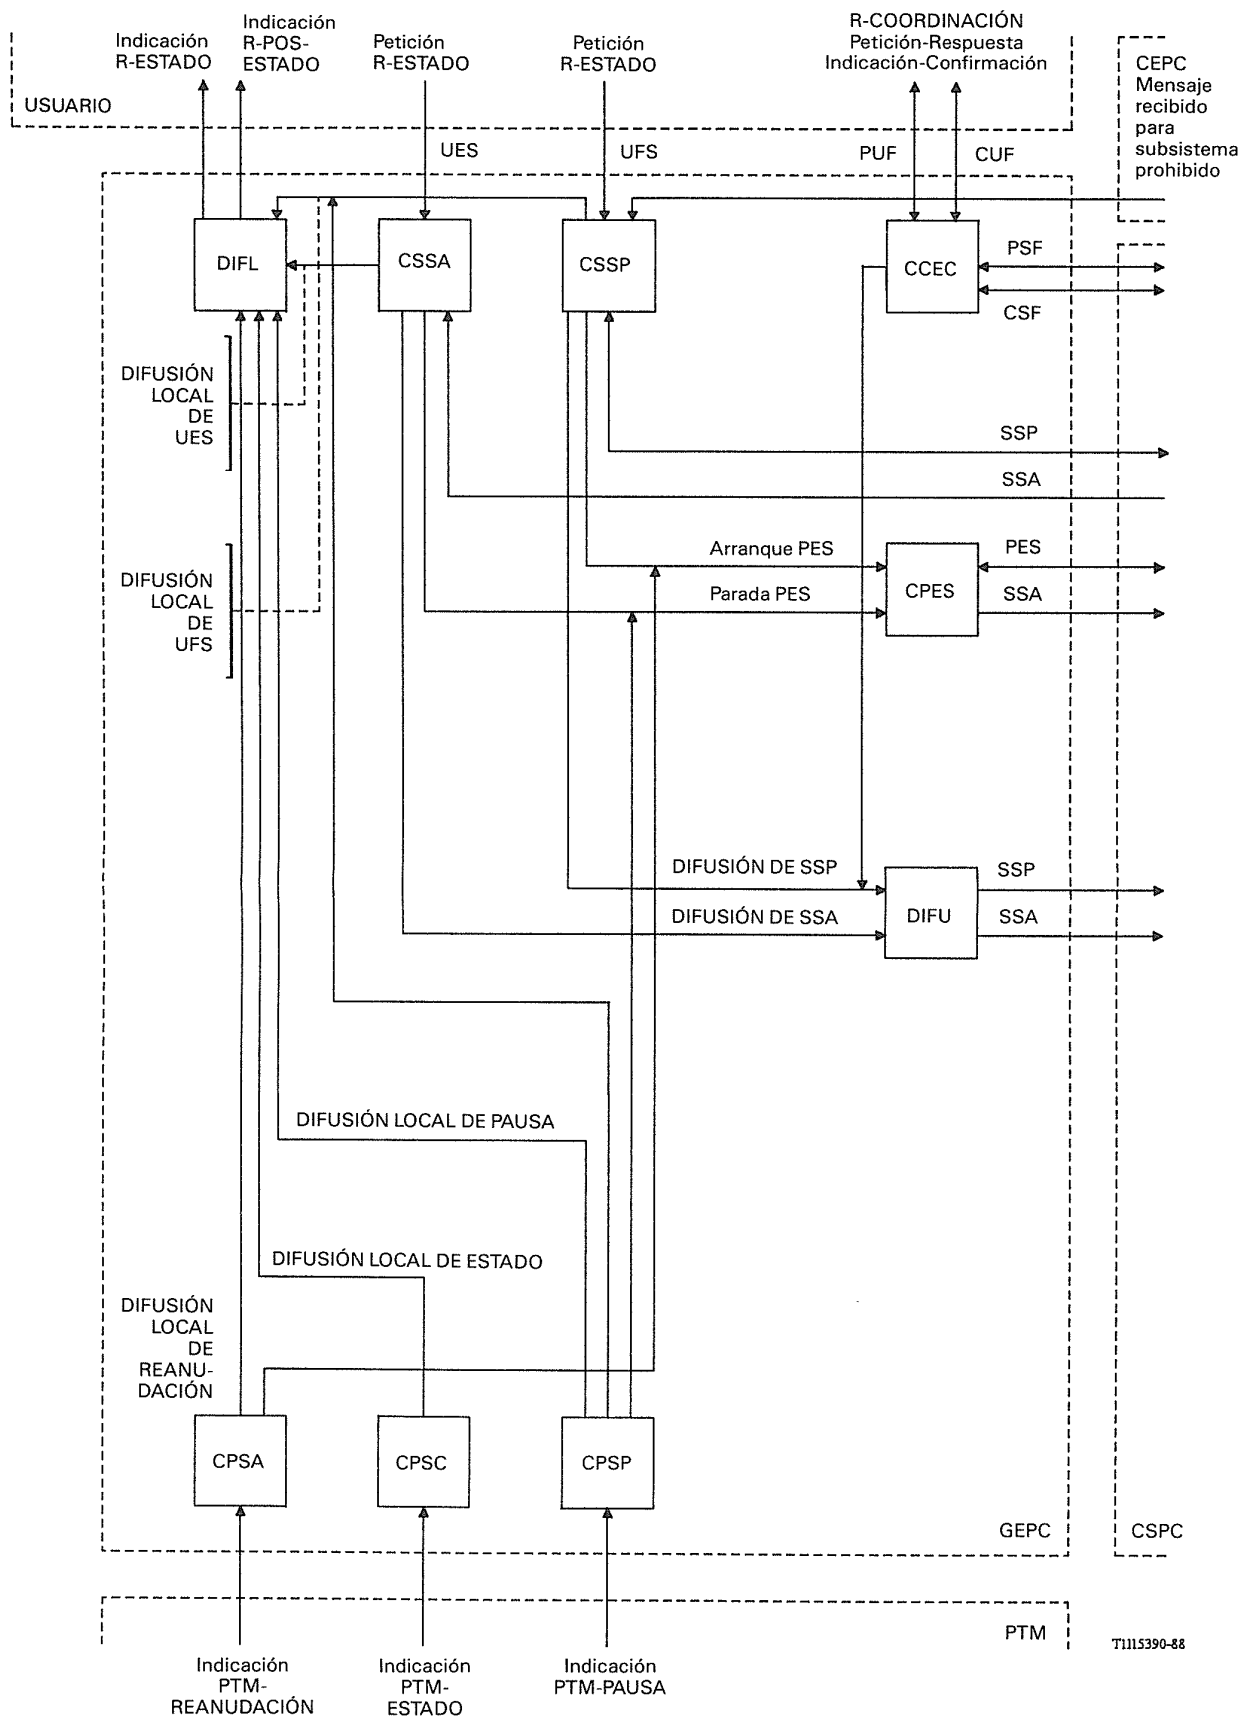 Indicación
R-ESTADO
Indicación
R-POS-
ESTADO
Petición
R-ESTADO
Petición
R-ESTADO
R-COORDINACIÓN
Petición-Respuesta
Indicación-Confirmación
CEPC
Mensaje
recibido
para
subsistema
prohibido
USUARIO
UES
UFS
PUF
CUF
DIFL
CSSA
CSSP
CCEC
PSF
CSF
DIFUSIÓN
LOCAL
DE
UES
SSP
SSA
DIFUSIÓN
LOCAL
DE
UFS
Arranque PES
Parada PES
CPES
PES
SSA
DIFUSIÓN DE SSP
DIFUSIÓN DE SSA
DIFU
SSP
SSA
DIFUSIÓN LOCAL DE PAUSA
DIFUSIÓN LOCAL DE ESTADO
DIFUSIÓN
LOCAL
DE
REANU-
DACIÓN
CPSA
CPSC
CPSP
GEPC
CSPC
PTM
T1115390-88
Indicación
PTM-
REANUDACIÓN
Indicación
PTM-
ESTADO
Indicación
PTM-PAUSA